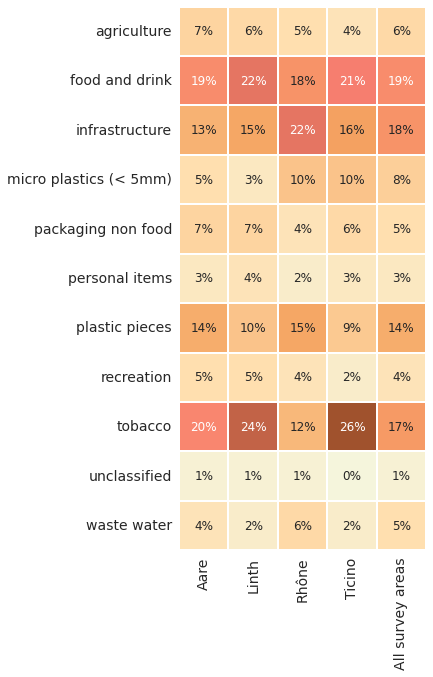 agriculture 7% 6% 5% 4% 6%
food and drink 19% 22% 18% 21% 19%
infrastructure 13% 15% 22% 16% 18%
micro plastics (< 5mm) 5% 3% 10% 10% 8%
packaging non food 7% 7% 4% 6% 5%
personal items 3% 4% 2% 3% 3%
plastic pieces 14% 10% 15% 9% 14%
recreation 5% 5% 4% 2% 4%
tobacco 20% 24% 12% 26% 17%
unclassified 1% 1% 1% 0% 1%
waste water 4% 2% 6% 2% 5%
Aare
Linth
Rhône
Ticino
All survey areas